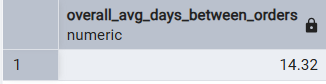 overall_avg_days_between_orders
numeric
1 14.32